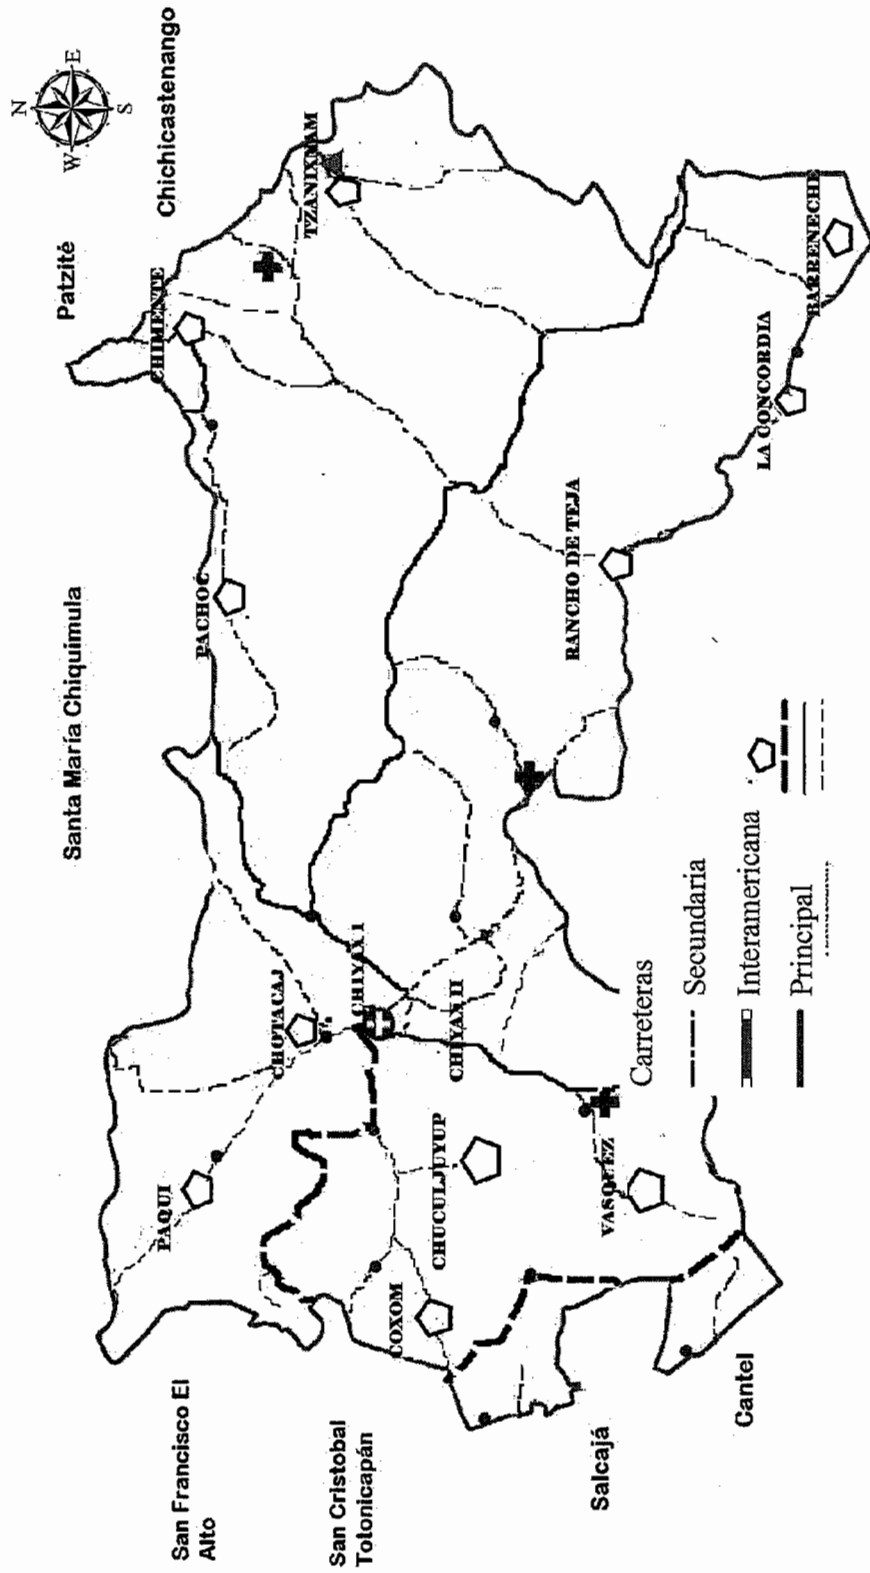 N
W E
S
Patzité
Chichicastenango
Santa María Chiquimula
San Francisco El
Alto
San Cristobal
Totonicapán
Salcajá
Cantel
PAQUI
CHOTACAJ
PACHOC
CHIMENTE
TZANIXNAM
COXOM
CHUCULJUYUP
CHIYAX I
CHIYAX II
VASQUEZ
RANCHO DE TEJA
LA CONCORDIA
BARRENECHE
Carreteras
Secundaria
Interamericana
Principal